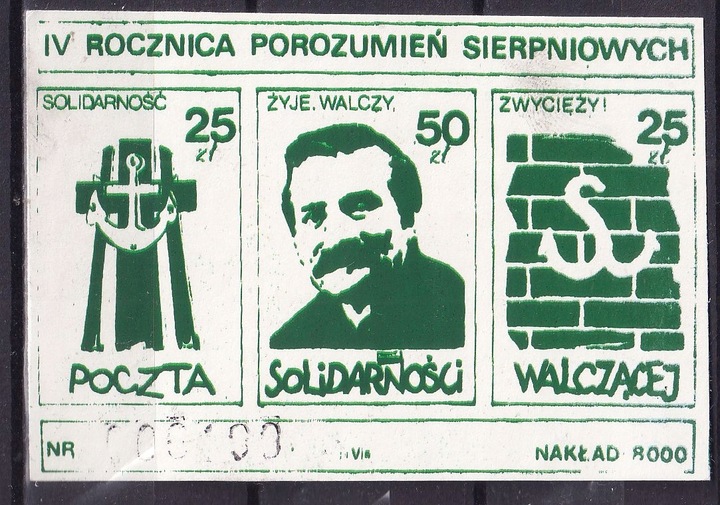 IV ROCZNICA POROZUMIEŃ SIERPNIOWYCH
SOLIDARNOŚĆ
25 zł
POCZTA
ŻYJE. WALCZY.
50 zł
SOLiDARNOŚCi
ZWYCIĘŻY!
25 zł
WALCZĄCEJ
NR
NAKŁAD 8000